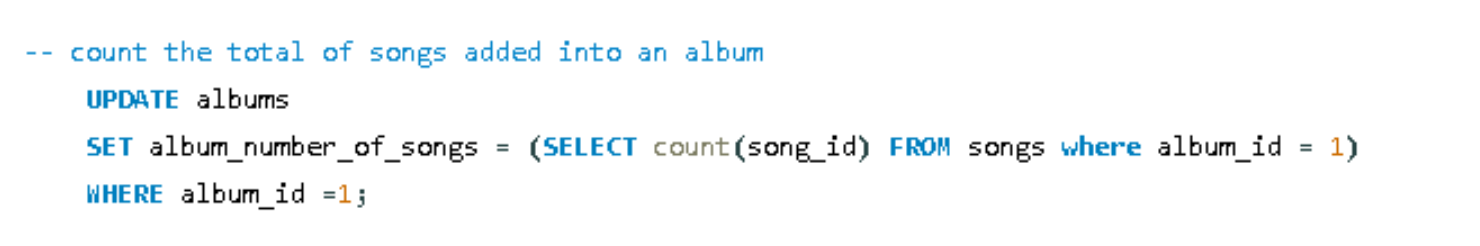 -- count the total of songs added into an album
UPDATE albums
SET album_number_of_songs = (SELECT count(song_id) FROM songs where album_id = 1)
WHERE album_id =1;